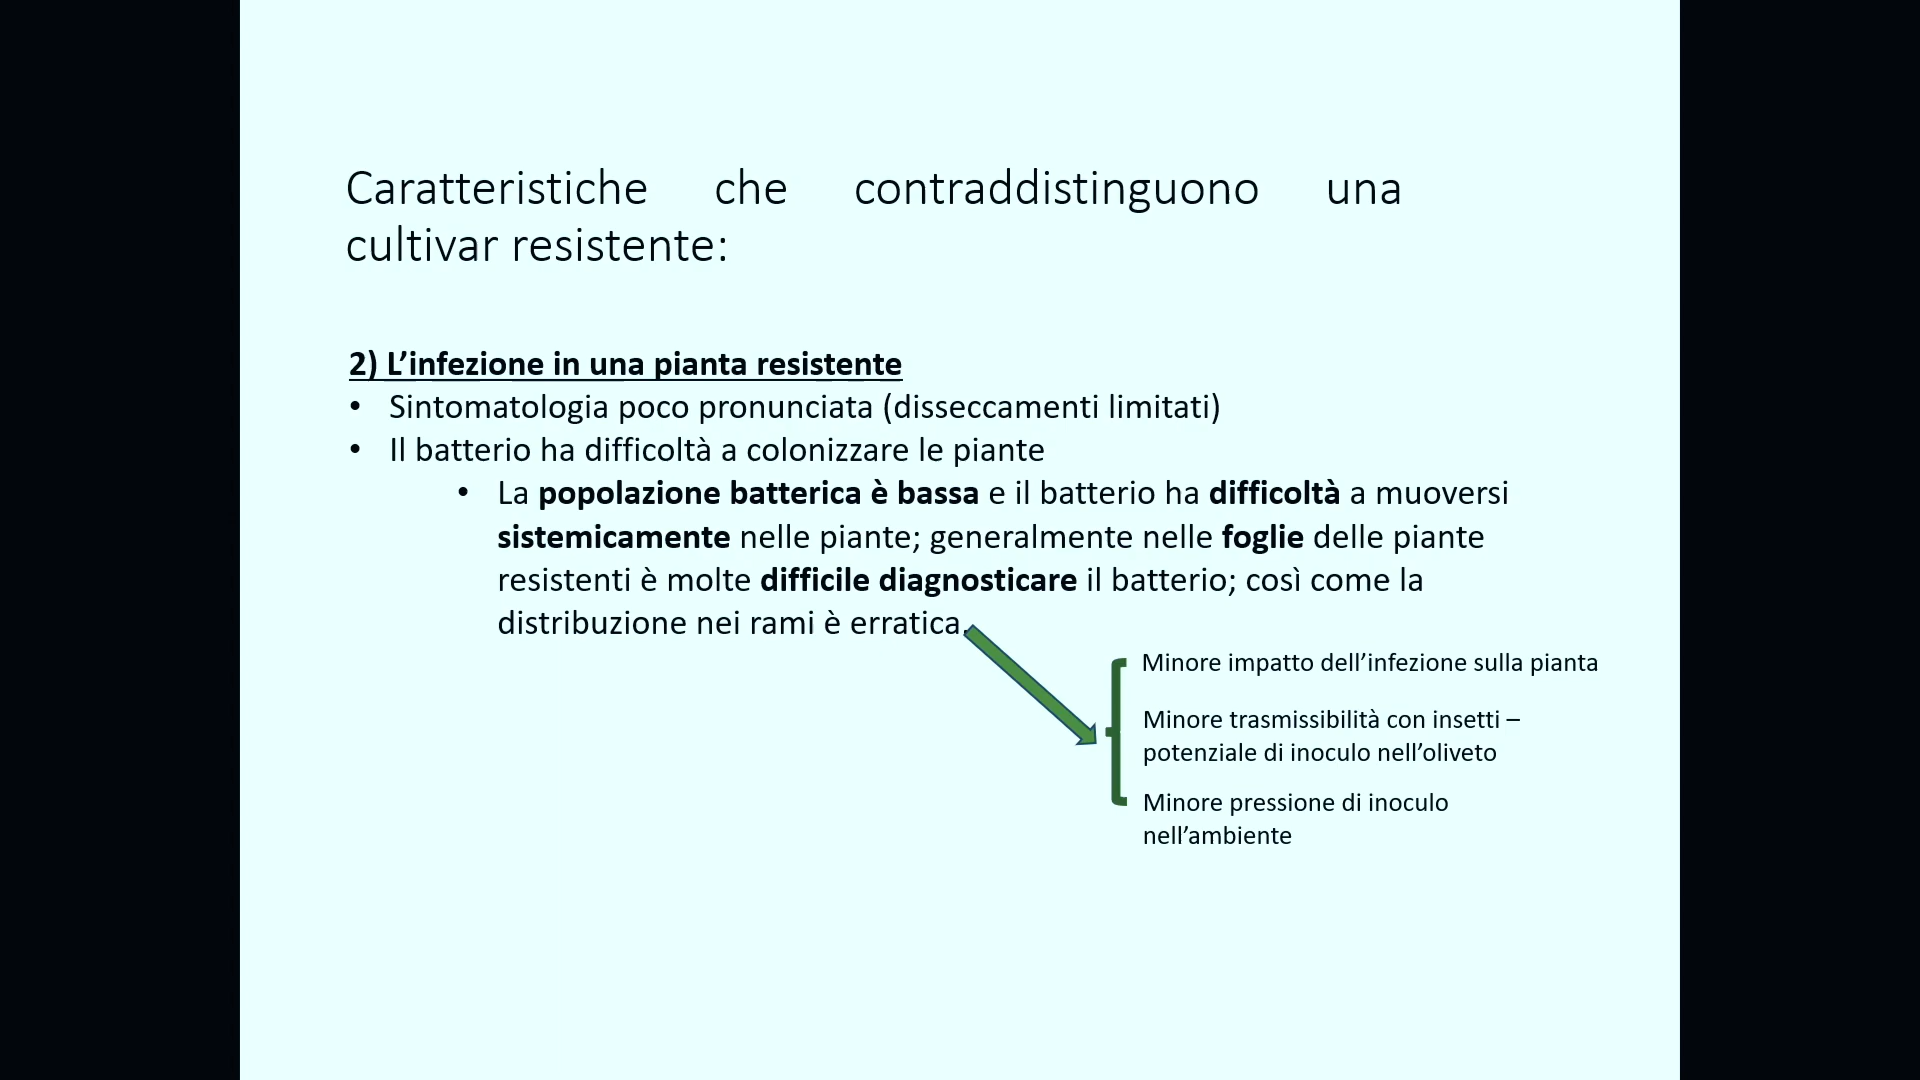 Caratteristiche che contraddistinguono una
cultivar resistente:
2) L’infezione in una pianta resistente
• Sintomatologia poco pronunciata (disseccamenti limitati)
• Il batterio ha difficoltà a colonizzare le piante
• La popolazione batterica è bassa e il batterio ha difficoltà a muoversi
sistemicamente nelle piante; generalmente nelle foglie delle piante
resistenti è molte difficile diagnosticare il batterio; così come la
distribuzione nei rami è erratica.
Minore impatto dell’infezione sulla pianta
Minore trasmissibilità con insetti –
potenziale di inoculo nell’oliveto
Minore pressione di inoculo
nell’ambiente